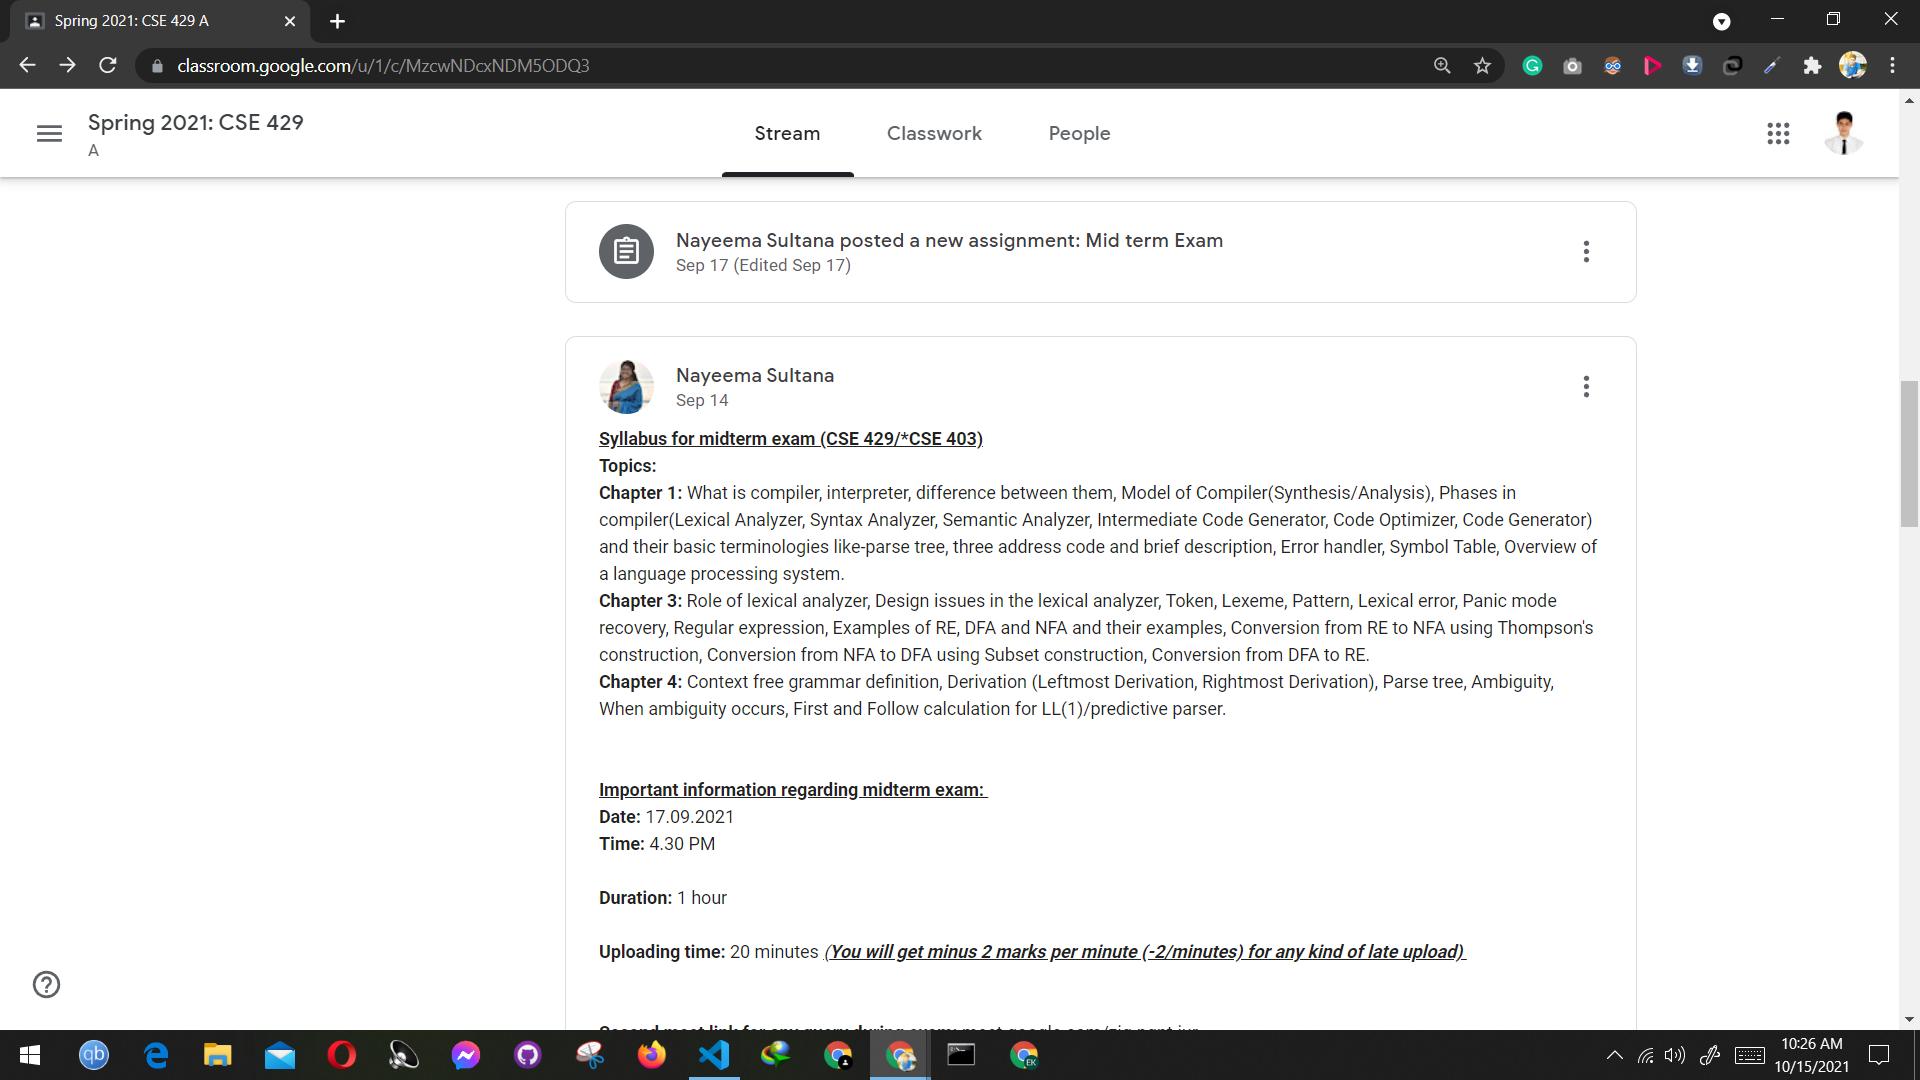 Spring 2021: CSE 429 A
classroom.google.com/u/1/c/MzcwNDcxNDM5ODQ3
Spring 2021: CSE 429
A
Stream
Classwork
People
Nayeema Sultana posted a new assignment: Mid term Exam
Sep 17 (Edited Sep 17)
Nayeema Sultana
Sep 14
Syllabus for midterm exam (CSE 429/*CSE 403)
Topics:
Chapter 1: What is compiler, interpreter, difference between them, Model of Compiler(Synthesis/Analysis), Phases in
compiler(Lexical Analyzer, Syntax Analyzer, Semantic Analyzer, Intermediate Code Generator, Code Optimizer, Code Generator)
and their basic terminologies like-parse tree, three address code and brief description, Error handler, Symbol Table, Overview of
a language processing system.
Chapter 3: Role of lexical analyzer, Design issues in the lexical analyzer, Token, Lexeme, Pattern, Lexical error, Panic mode
recovery, Regular expression, Examples of RE, DFA and NFA and their examples, Conversion from RE to NFA using Thompson's
construction, Conversion from NFA to DFA using Subset construction, Conversion from DFA to RE.
Chapter 4: Context free grammar definition, Derivation (Leftmost Derivation, Rightmost Derivation), Parse tree, Ambiguity,
When ambiguity occurs, First and Follow calculation for LL(1)/predictive parser.
Important information regarding midterm exam:
Date: 17.09.2021
Time: 4.30 PM
Duration: 1 hour
Uploading time: 20 minutes (You will get minus 2 marks per minute (-2/minutes) for any kind of late upload)
qb
EK
10:26 AM
10/15/2021